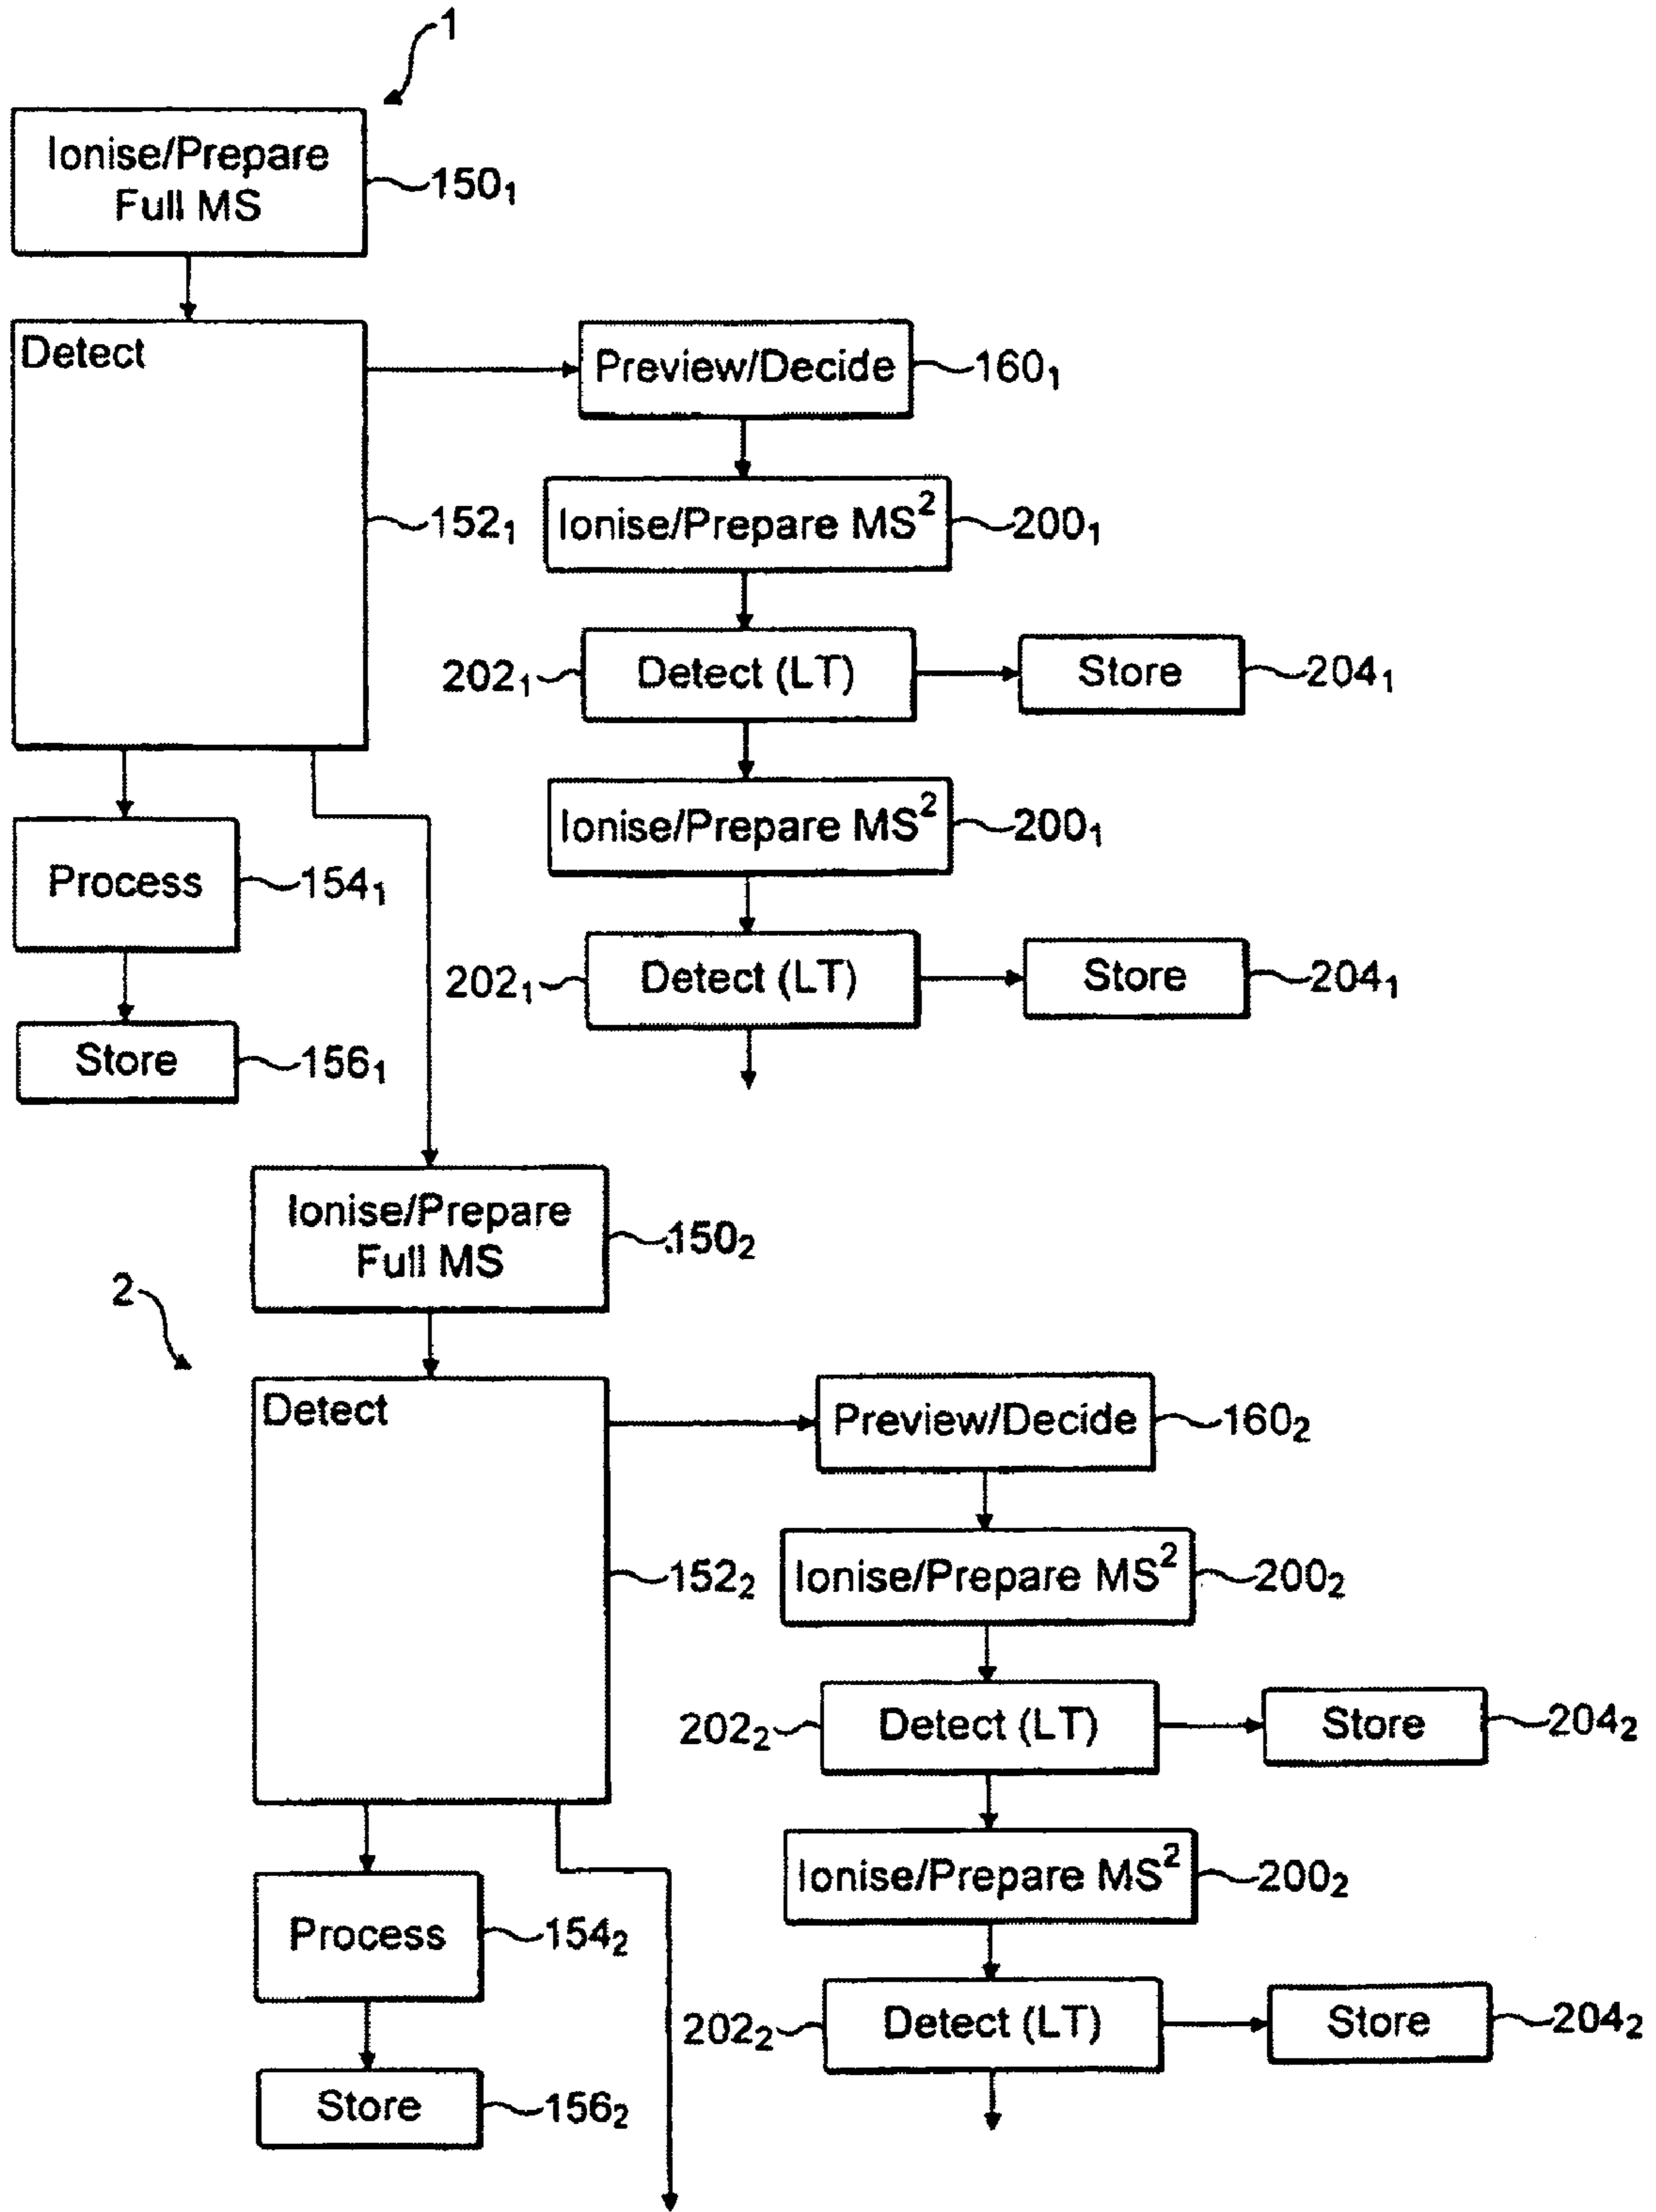 1
Ionise/Prepare
Full MS
150₁
Detect
Preview/Decide
160₁
152₁
Ionise/Prepare MS²
200₁
202₁
Detect (LT)
Store
204₁
Ionise/Prepare MS²
200₁
Process
154₁
202₁
Detect (LT)
Store
204₁
Store
156₁
Ionise/Prepare
Full MS
150₂
2
Detect
Preview/Decide
160₂
152₂
Ionise/Prepare MS²
200₂
202₂
Detect (LT)
Store
204₂
Ionise/Prepare MS²
200₂
Process
154₂
202₂
Detect (LT)
Store
204₂
Store
156₂